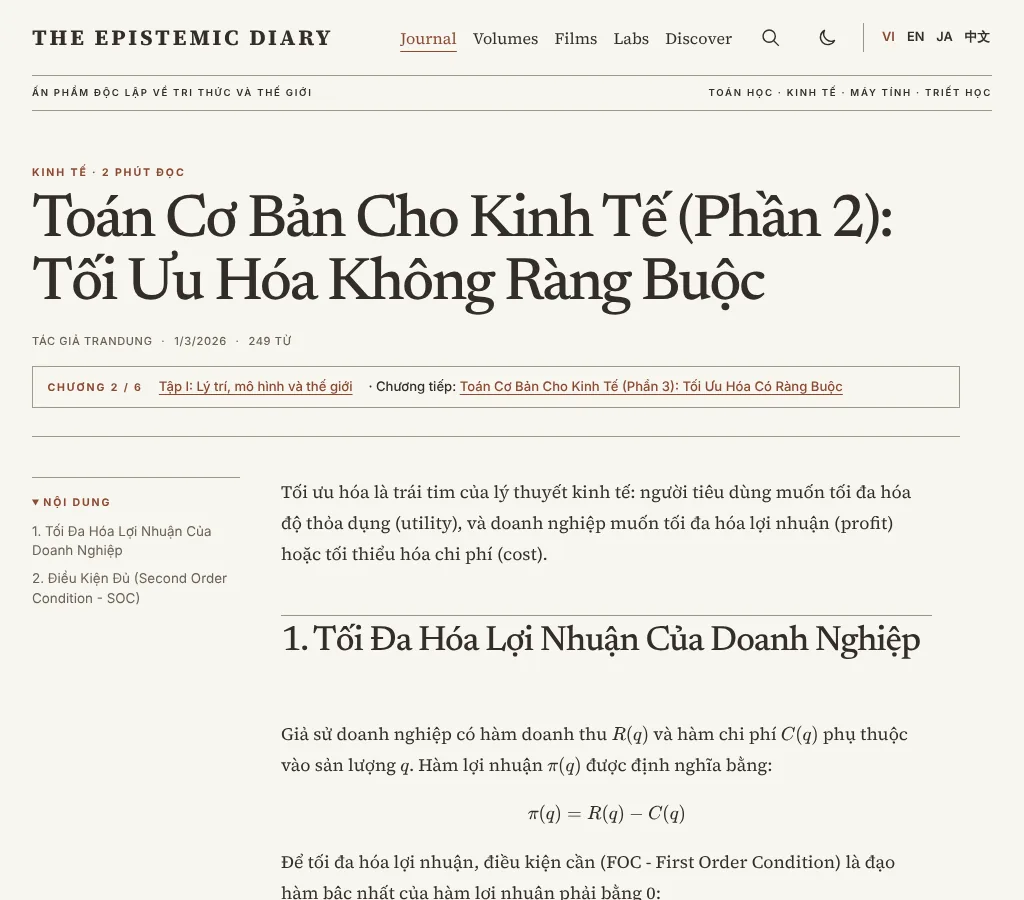 THE EPISTEMIC DIARY
Journal Volumes Films Labs Discover
VI EN JA 中文
ẤN PHẨM ĐỘC LẬP VỀ TRI THỨC VÀ THẾ GIỚI
TOÁN HỌC · KINH TẾ · MÁY TÍNH · TRIẾT HỌC
KINH TẾ · 2 PHÚT ĐỌC
Toán Cơ Bản Cho Kinh Tế (Phần 2):
Tối Ưu Hóa Không Ràng Buộc
TÁC GIẢ TRANDUNG · 1/3/2026 · 249 TỪ
CHƯƠNG 2 / 6 Tập I: Lý trí, mô hình và thế giới · Chương tiếp: Toán Cơ Bản Cho Kinh Tế (Phần 3): Tối Ưu Hóa Có Ràng Buộc
▾ NỘI DUNG
1. Tối Đa Hóa Lợi Nhuận Của
Doanh Nghiệp
2. Điều Kiện Đủ (Second Order
Condition - SOC)
Tối ưu hóa là trái tim của lý thuyết kinh tế: người tiêu dùng muốn tối đa hóa
độ thỏa dụng (utility), và doanh nghiệp muốn tối đa hóa lợi nhuận (profit)
hoặc tối thiểu hóa chi phí (cost).
1. Tối Đa Hóa Lợi Nhuận Của Doanh Nghiệp
Giả sử doanh nghiệp có hàm doanh thu R(q) và hàm chi phí C(q) phụ thuộc
vào sản lượng q. Hàm lợi nhuận π(q) được định nghĩa bằng:
π(q) = R(q) − C(q)
Để tối đa hóa lợi nhuận, điều kiện cần (FOC - First Order Condition) là đạo
hàm bậc nhất của hàm lợi nhuận phải bằng 0: